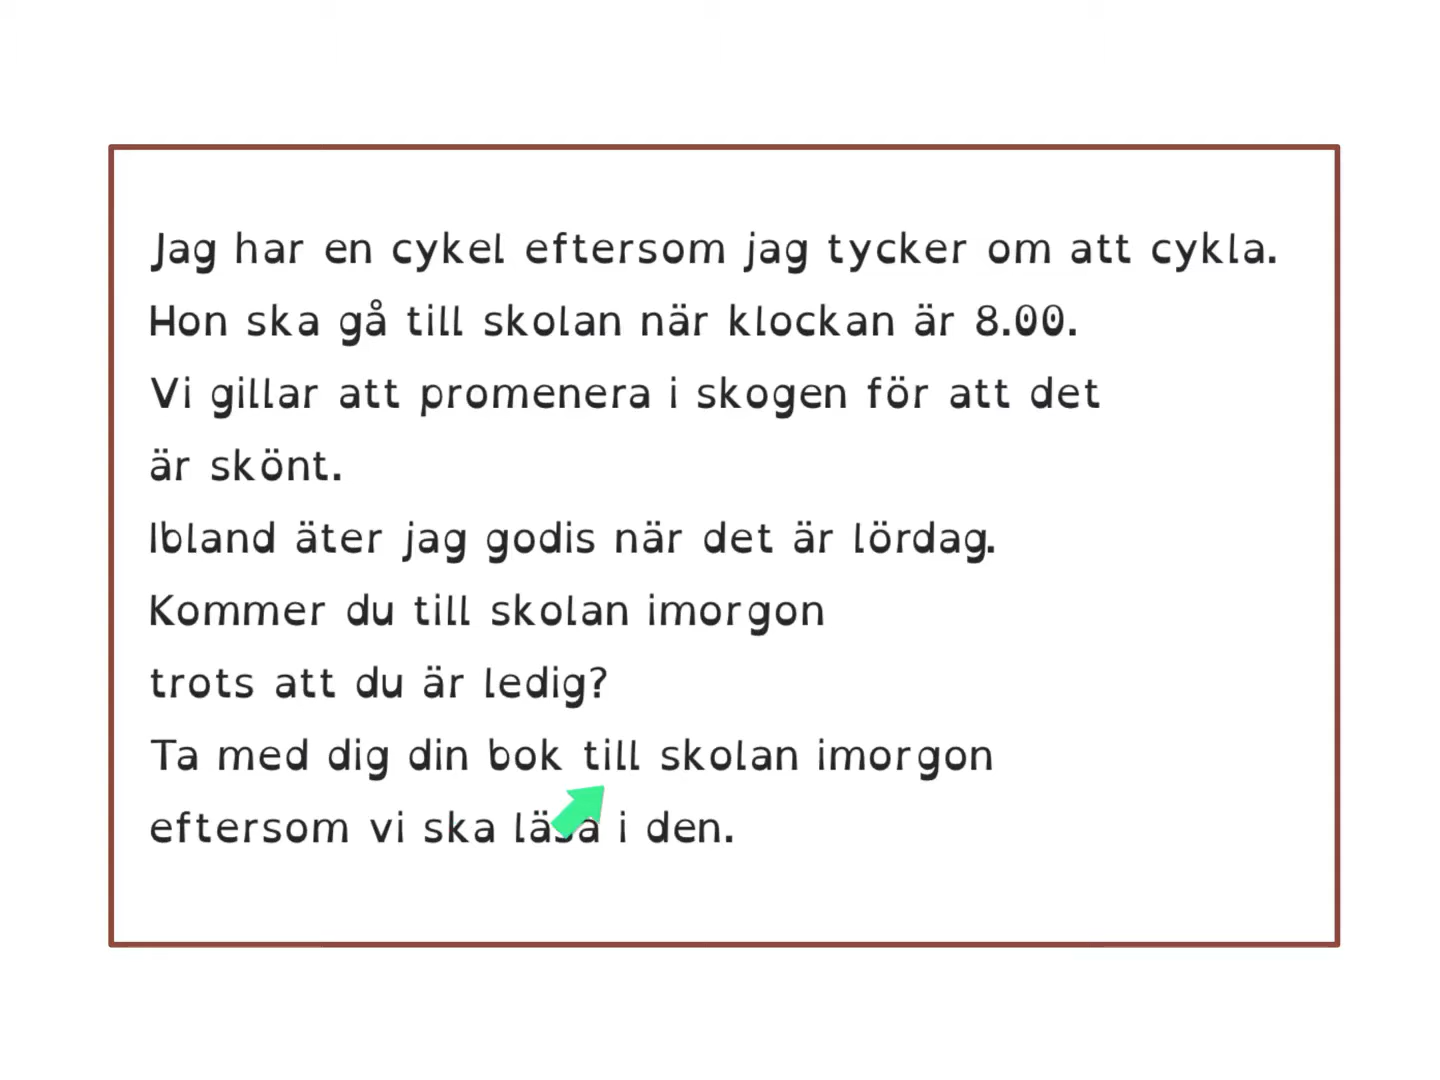 Jag har en cykel eftersom jag tycker om att cykla.
Hon ska gå till skolan när klockan är 8.00.
Vi gillar att promenera i skogen för att det
är skönt.
Ibland äter jag godis när det är lördag.
Kommer du till skolan imorgon
trots att du är ledig?
Ta med dig din bok till skolan imorgon
eftersom vi ska läsa i den.